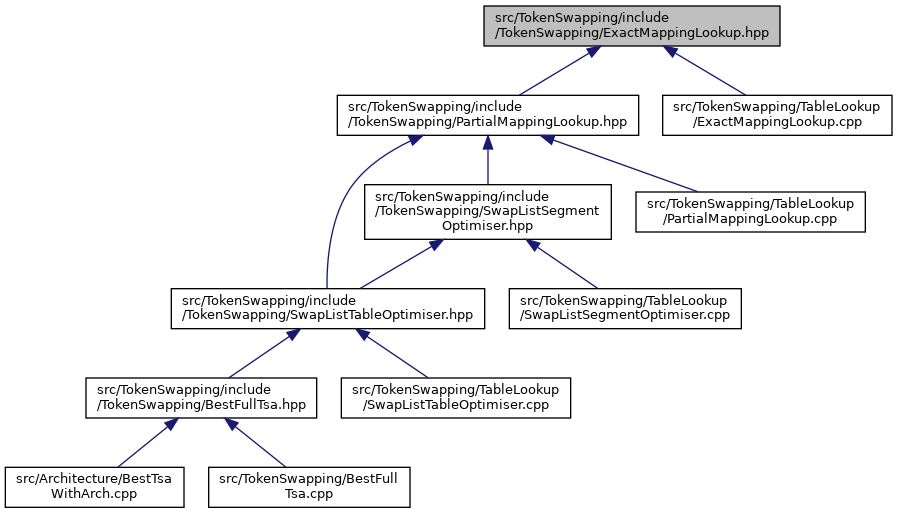 src/TokenSwapping/include
/TokenSwapping/ExactMappingLookup.hpp
src/TokenSwapping/include
/TokenSwapping/PartialMappingLookup.hpp
src/TokenSwapping/TableLookup
/ExactMappingLookup.cpp
src/TokenSwapping/include
/TokenSwapping/SwapListSegment
Optimiser.hpp
src/TokenSwapping/TableLookup
/PartialMappingLookup.cpp
src/TokenSwapping/include
/TokenSwapping/SwapListTableOptimiser.hpp
src/TokenSwapping/TableLookup
/SwapListSegmentOptimiser.cpp
src/TokenSwapping/include
/TokenSwapping/BestFullTsa.hpp
src/TokenSwapping/TableLookup
/SwapListTableOptimiser.cpp
src/Architecture/BestTsa
WithArch.cpp
src/TokenSwapping/BestFull
Tsa.cpp